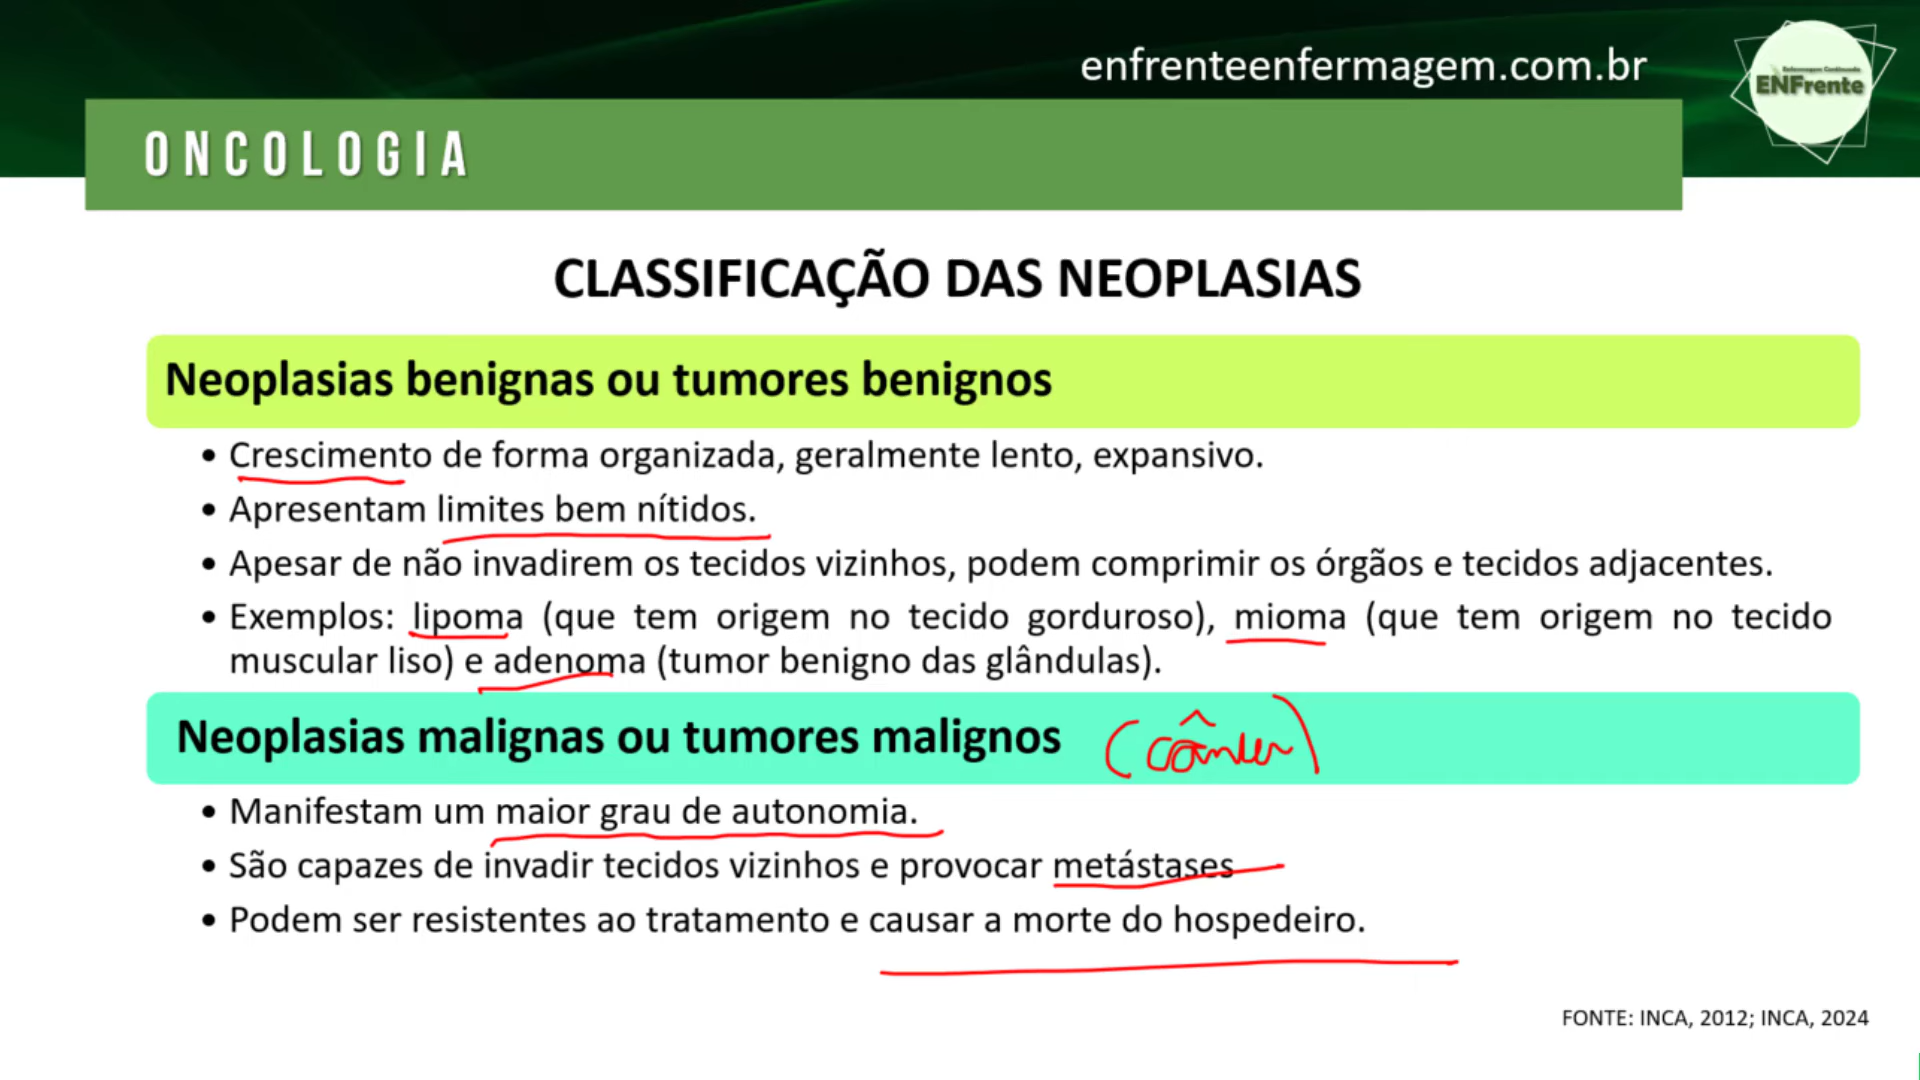 enfrenteenfermagem.com.br
Enfermagem Continuada
ENFrente
ONCOLOGIA
CLASSIFICAÇÃO DAS NEOPLASIAS
Neoplasias benignas ou tumores benignos
• Crescimento de forma organizada, geralmente lento, expansivo.
• Apresentam limites bem nítidos.
• Apesar de não invadirem os tecidos vizinhos, podem comprimir os órgãos e tecidos adjacentes.
• Exemplos: lipoma (que tem origem no tecido gorduroso), mioma (que tem origem no tecido
muscular liso) e adenoma (tumor benigno das glândulas).
Neoplasias malignas ou tumores malignos (câncer)
• Manifestam um maior grau de autonomia.
• São capazes de invadir tecidos vizinhos e provocar metástases
• Podem ser resistentes ao tratamento e causar a morte do hospedeiro.
FONTE: INCA, 2012; INCA, 2024